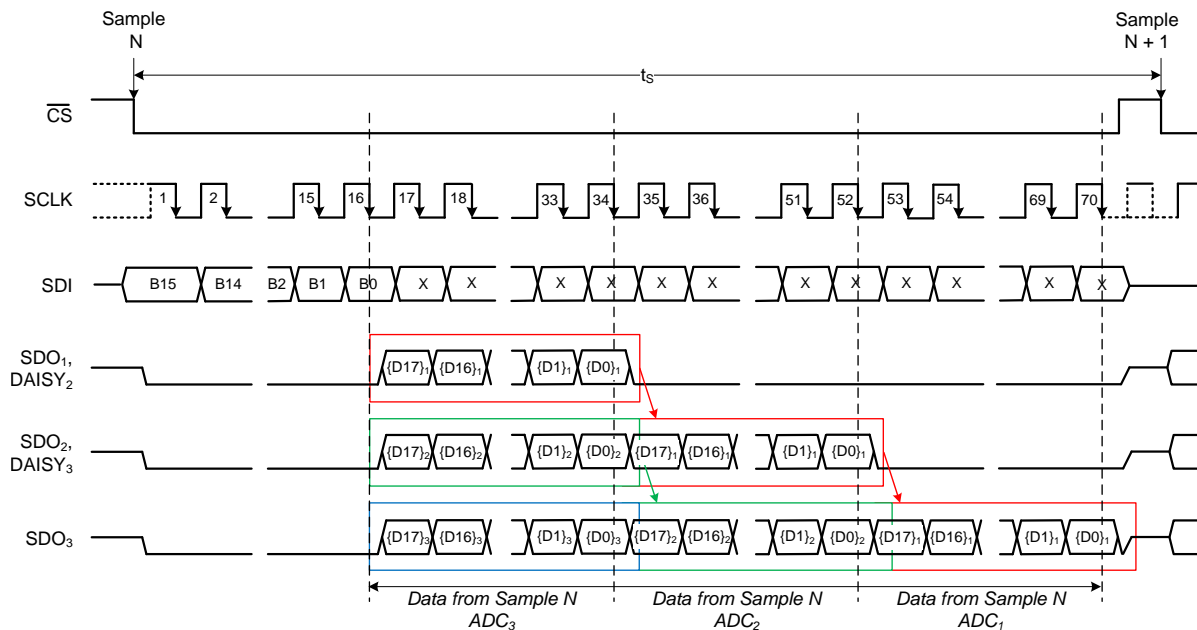 Sample N
Sample N + 1
tS
CS
SCLK 1 2 15 16 17 18 33 34 35 36 51 52 53 54 69 70
SDI B15 B14 B2 B1 B0 X X X X X X X X X X X X
SDO1, DAISY2 {D17}1 {D16}1 {D1}1 {D0}1
SDO2, DAISY3 {D17}2 {D16}2 {D1}2 {D0}2 {D17}1 {D16}1 {D1}1 {D0}1
SDO3 {D17}3 {D16}3 {D1}3 {D0}3 {D17}2 {D16}2 {D1}2 {D0}2 {D17}1 {D16}1 {D1}1 {D0}1
Data from Sample N ADC3
Data from Sample N ADC2
Data from Sample N ADC1